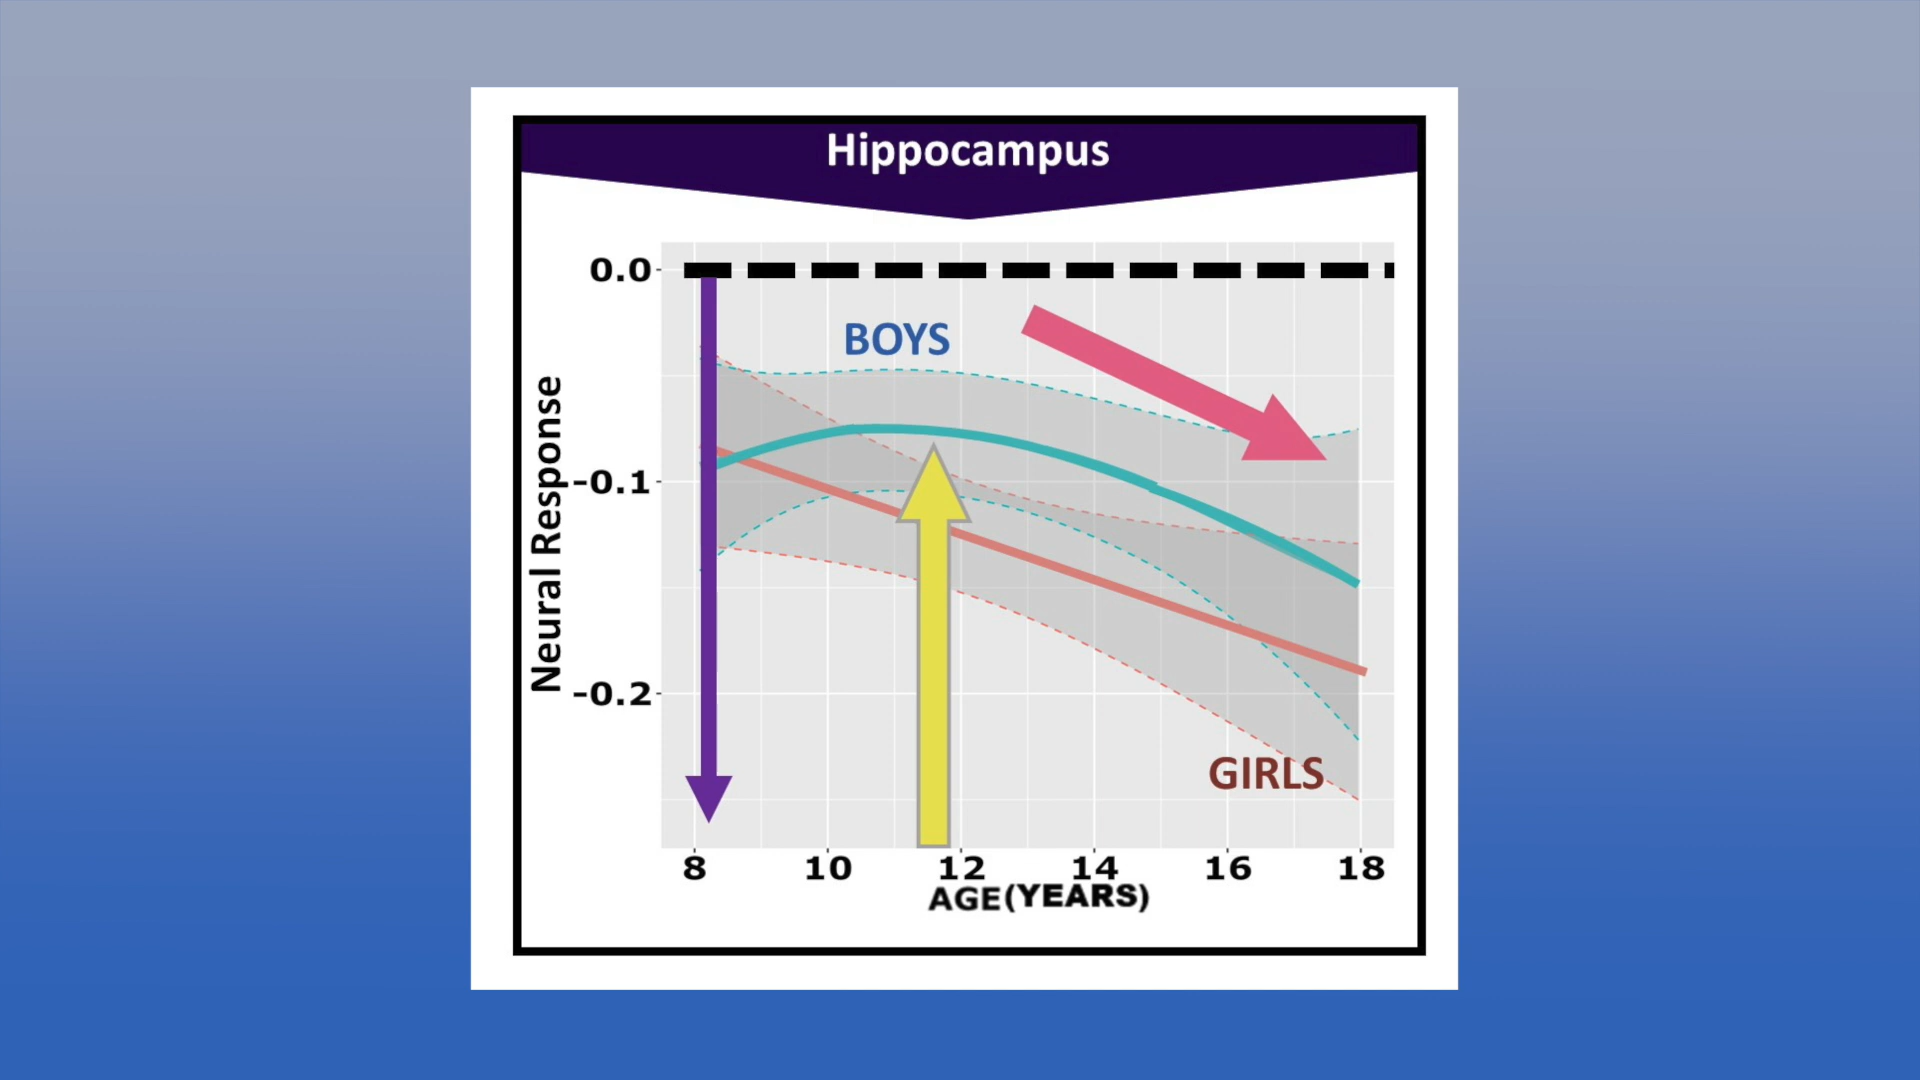 Hippocampus
0.0
BOYS
Neural Response
-0.1
-0.2
GIRLS
8 10 12 14 16 18
AGE(YEARS)